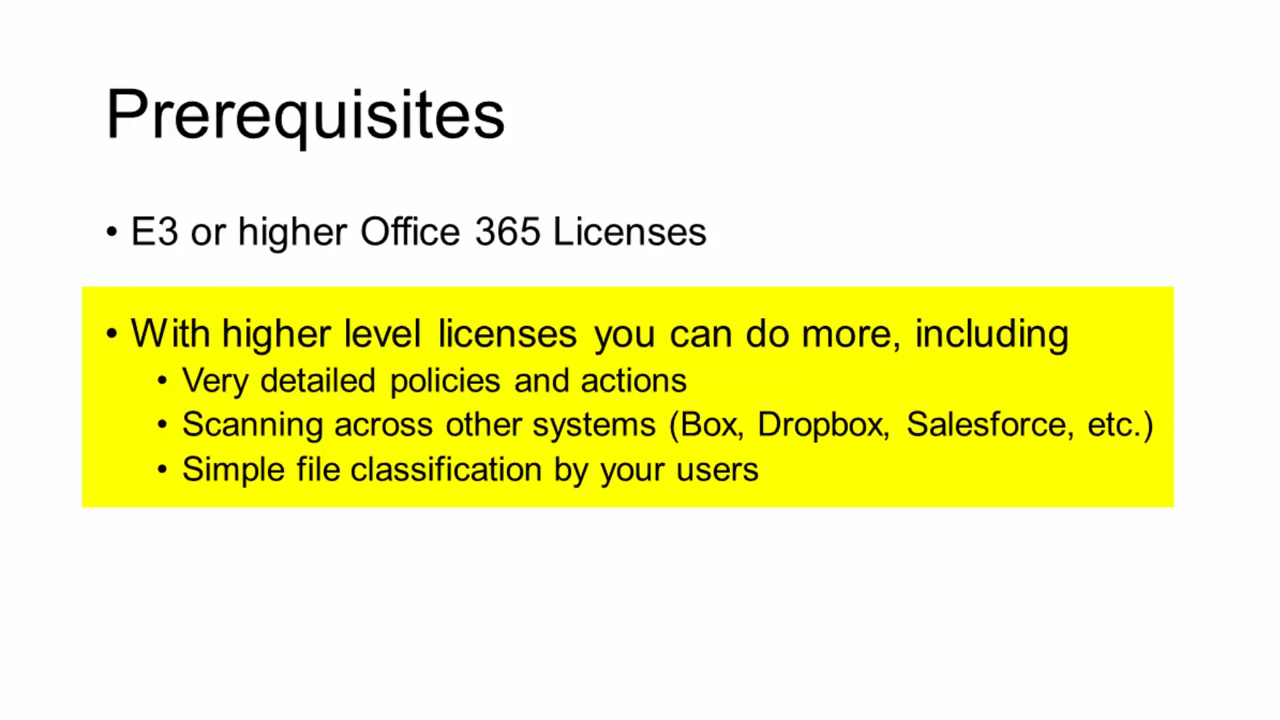 Prerequisites
• E3 or higher Office 365 Licenses
• With higher level licenses you can do more, including
• Very detailed policies and actions
• Scanning across other systems (Box, Dropbox, Salesforce, etc.)
• Simple file classification by your users